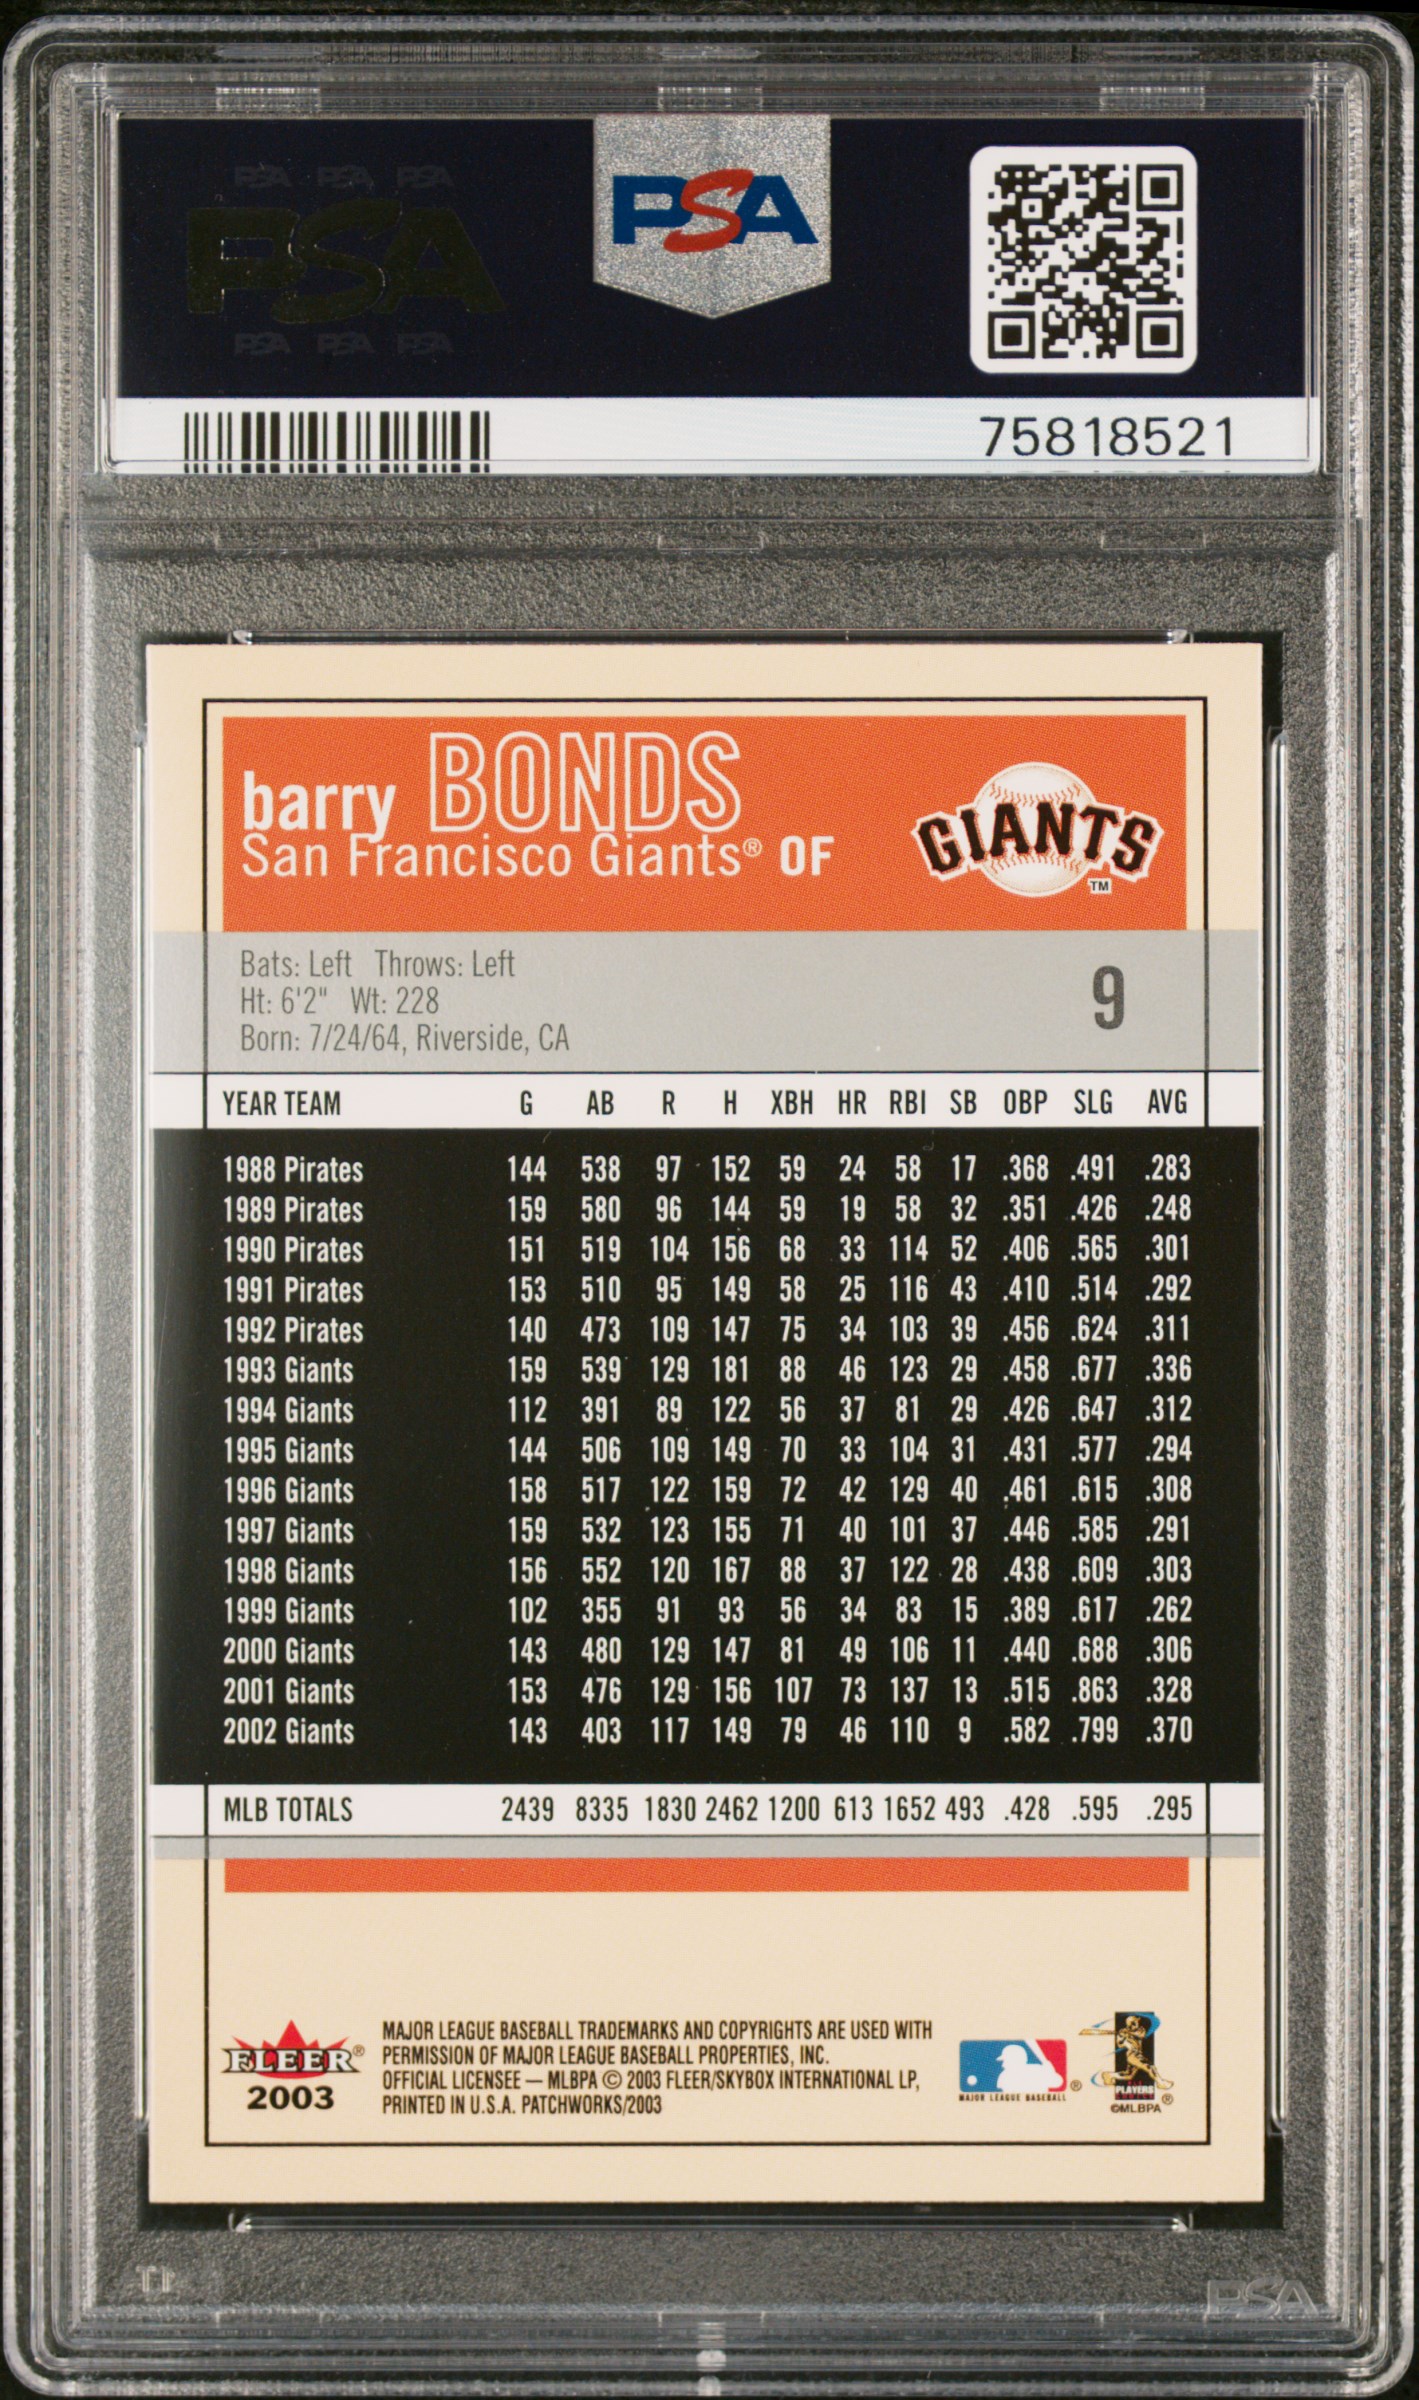 PSA PSA PSA
PSA
PSA PSA PSA
PSA
75818521
barry BONDS
San Francisco Giants® OF
GIANTS
TM
Bats: Left Throws: Left
Ht: 6'2" Wt: 228
Born: 7/24/64, Riverside, CA
9
YEAR TEAM G AB R H XBH HR RBI SB OBP SLG AVG
1988 Pirates 144 538 97 152 59 24 58 17 .368 .491 .283
1989 Pirates 159 580 96 144 59 19 58 32 .351 .426 .248
1990 Pirates 151 519 104 156 68 33 114 52 .406 .565 .301
1991 Pirates 153 510 95 149 58 25 116 43 .410 .514 .292
1992 Pirates 140 473 109 147 75 34 103 39 .456 .624 .311
1993 Giants 159 539 129 181 88 46 123 29 .458 .677 .336
1994 Giants 112 391 89 122 56 37 81 29 .426 .647 .312
1995 Giants 144 506 109 149 70 33 104 31 .431 .577 .294
1996 Giants 158 517 122 159 72 42 129 40 .461 .615 .308
1997 Giants 159 532 123 155 71 40 101 37 .446 .585 .291
1998 Giants 156 552 120 167 88 37 122 28 .438 .609 .303
1999 Giants 102 355 91 93 56 34 83 15 .389 .617 .262
2000 Giants 143 480 129 147 81 49 106 11 .440 .688 .306
2001 Giants 153 476 129 156 107 73 137 13 .515 .863 .328
2002 Giants 143 403 117 149 79 46 110 9 .582 .799 .370
MLB TOTALS 2439 8335 1830 2462 1200 613 1652 493 .428 .595 .295
FLEER®
2003
MAJOR LEAGUE BASEBALL TRADEMARKS AND COPYRIGHTS ARE USED WITH
PERMISSION OF MAJOR LEAGUE BASEBALL PROPERTIES, INC.
OFFICIAL LICENSEE — MLBPA © 2003 FLEER/SKYBOX INTERNATIONAL LP,
PRINTED IN U.S.A. PATCHWORKS/2003
®
MAJOR LEAGUE BASEBALL
PLAYERS
®
©MLBPA
PSA